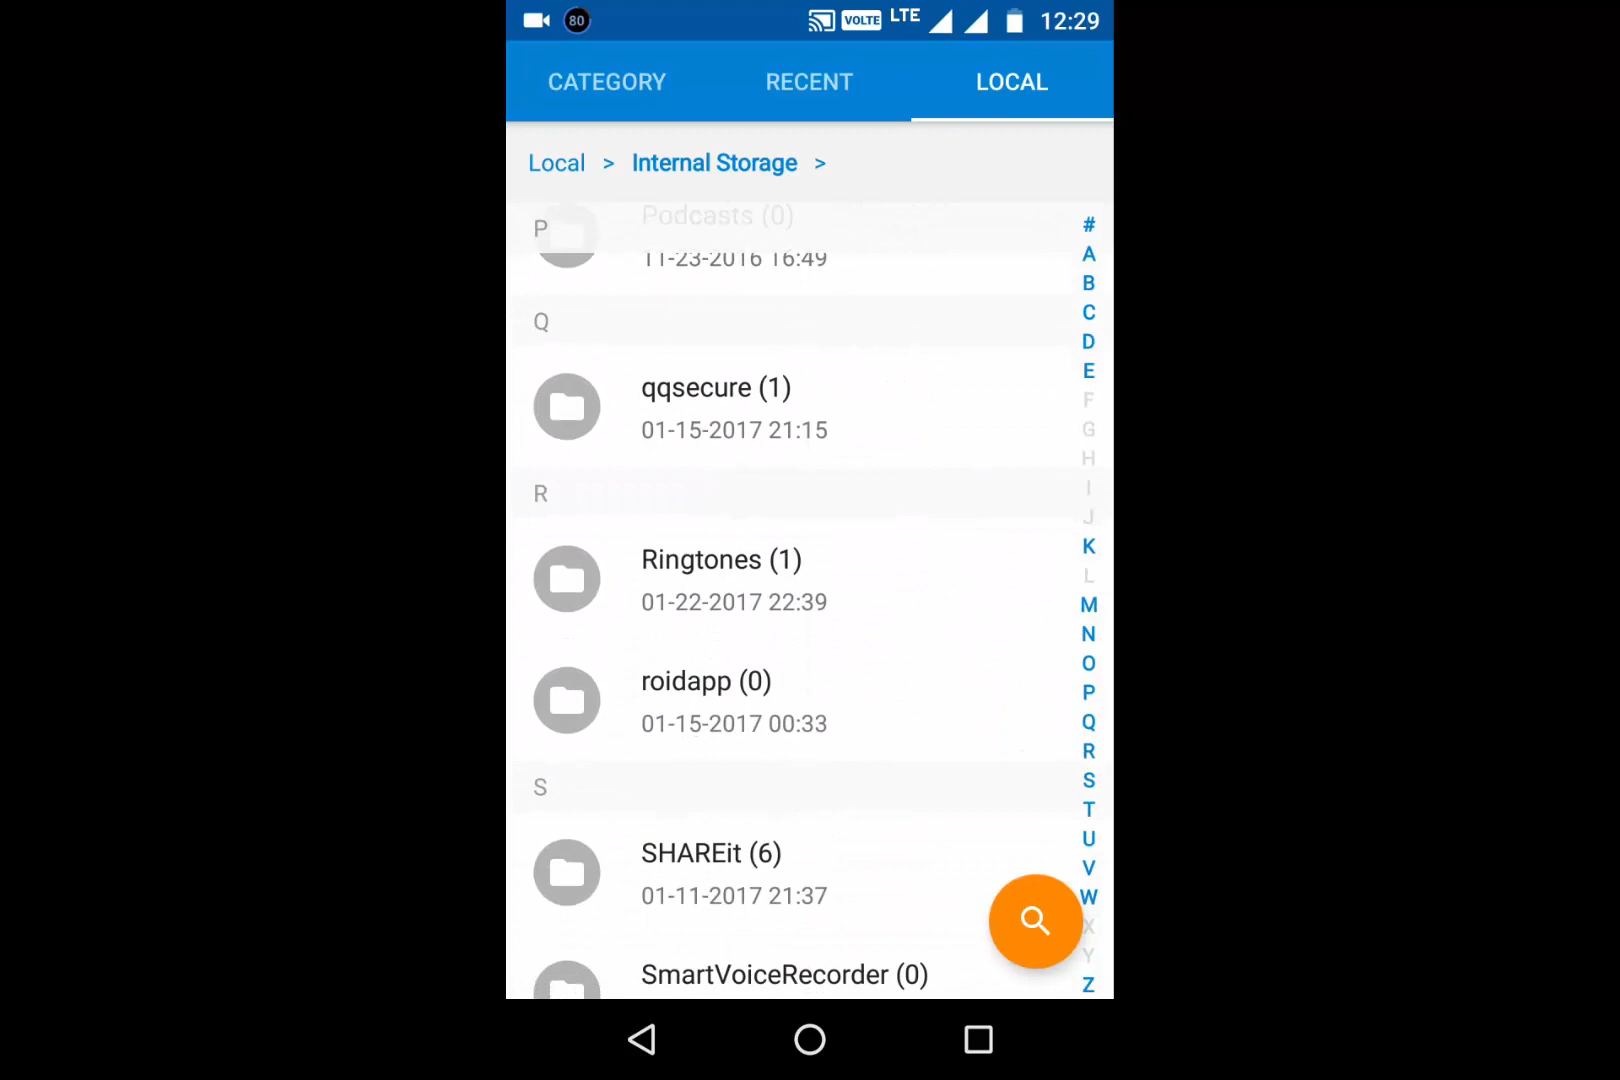 80 VOLTE LTE 12:29
CATEGORY RECENT LOCAL
Local > Internal Storage >
P
Podcasts (0)
11-23-2016 16:49
Q
qqsecure (1)
01-15-2017 21:15
R
Ringtones (1)
01-22-2017 22:39
roidapp (0)
01-15-2017 00:33
S
SHAREit (6)
01-11-2017 21:37
SmartVoiceRecorder (0)
#
A
B
C
D
E
F
G
H
I
J
K
L
M
N
O
P
Q
R
S
T
U
V
W
X
Y
Z